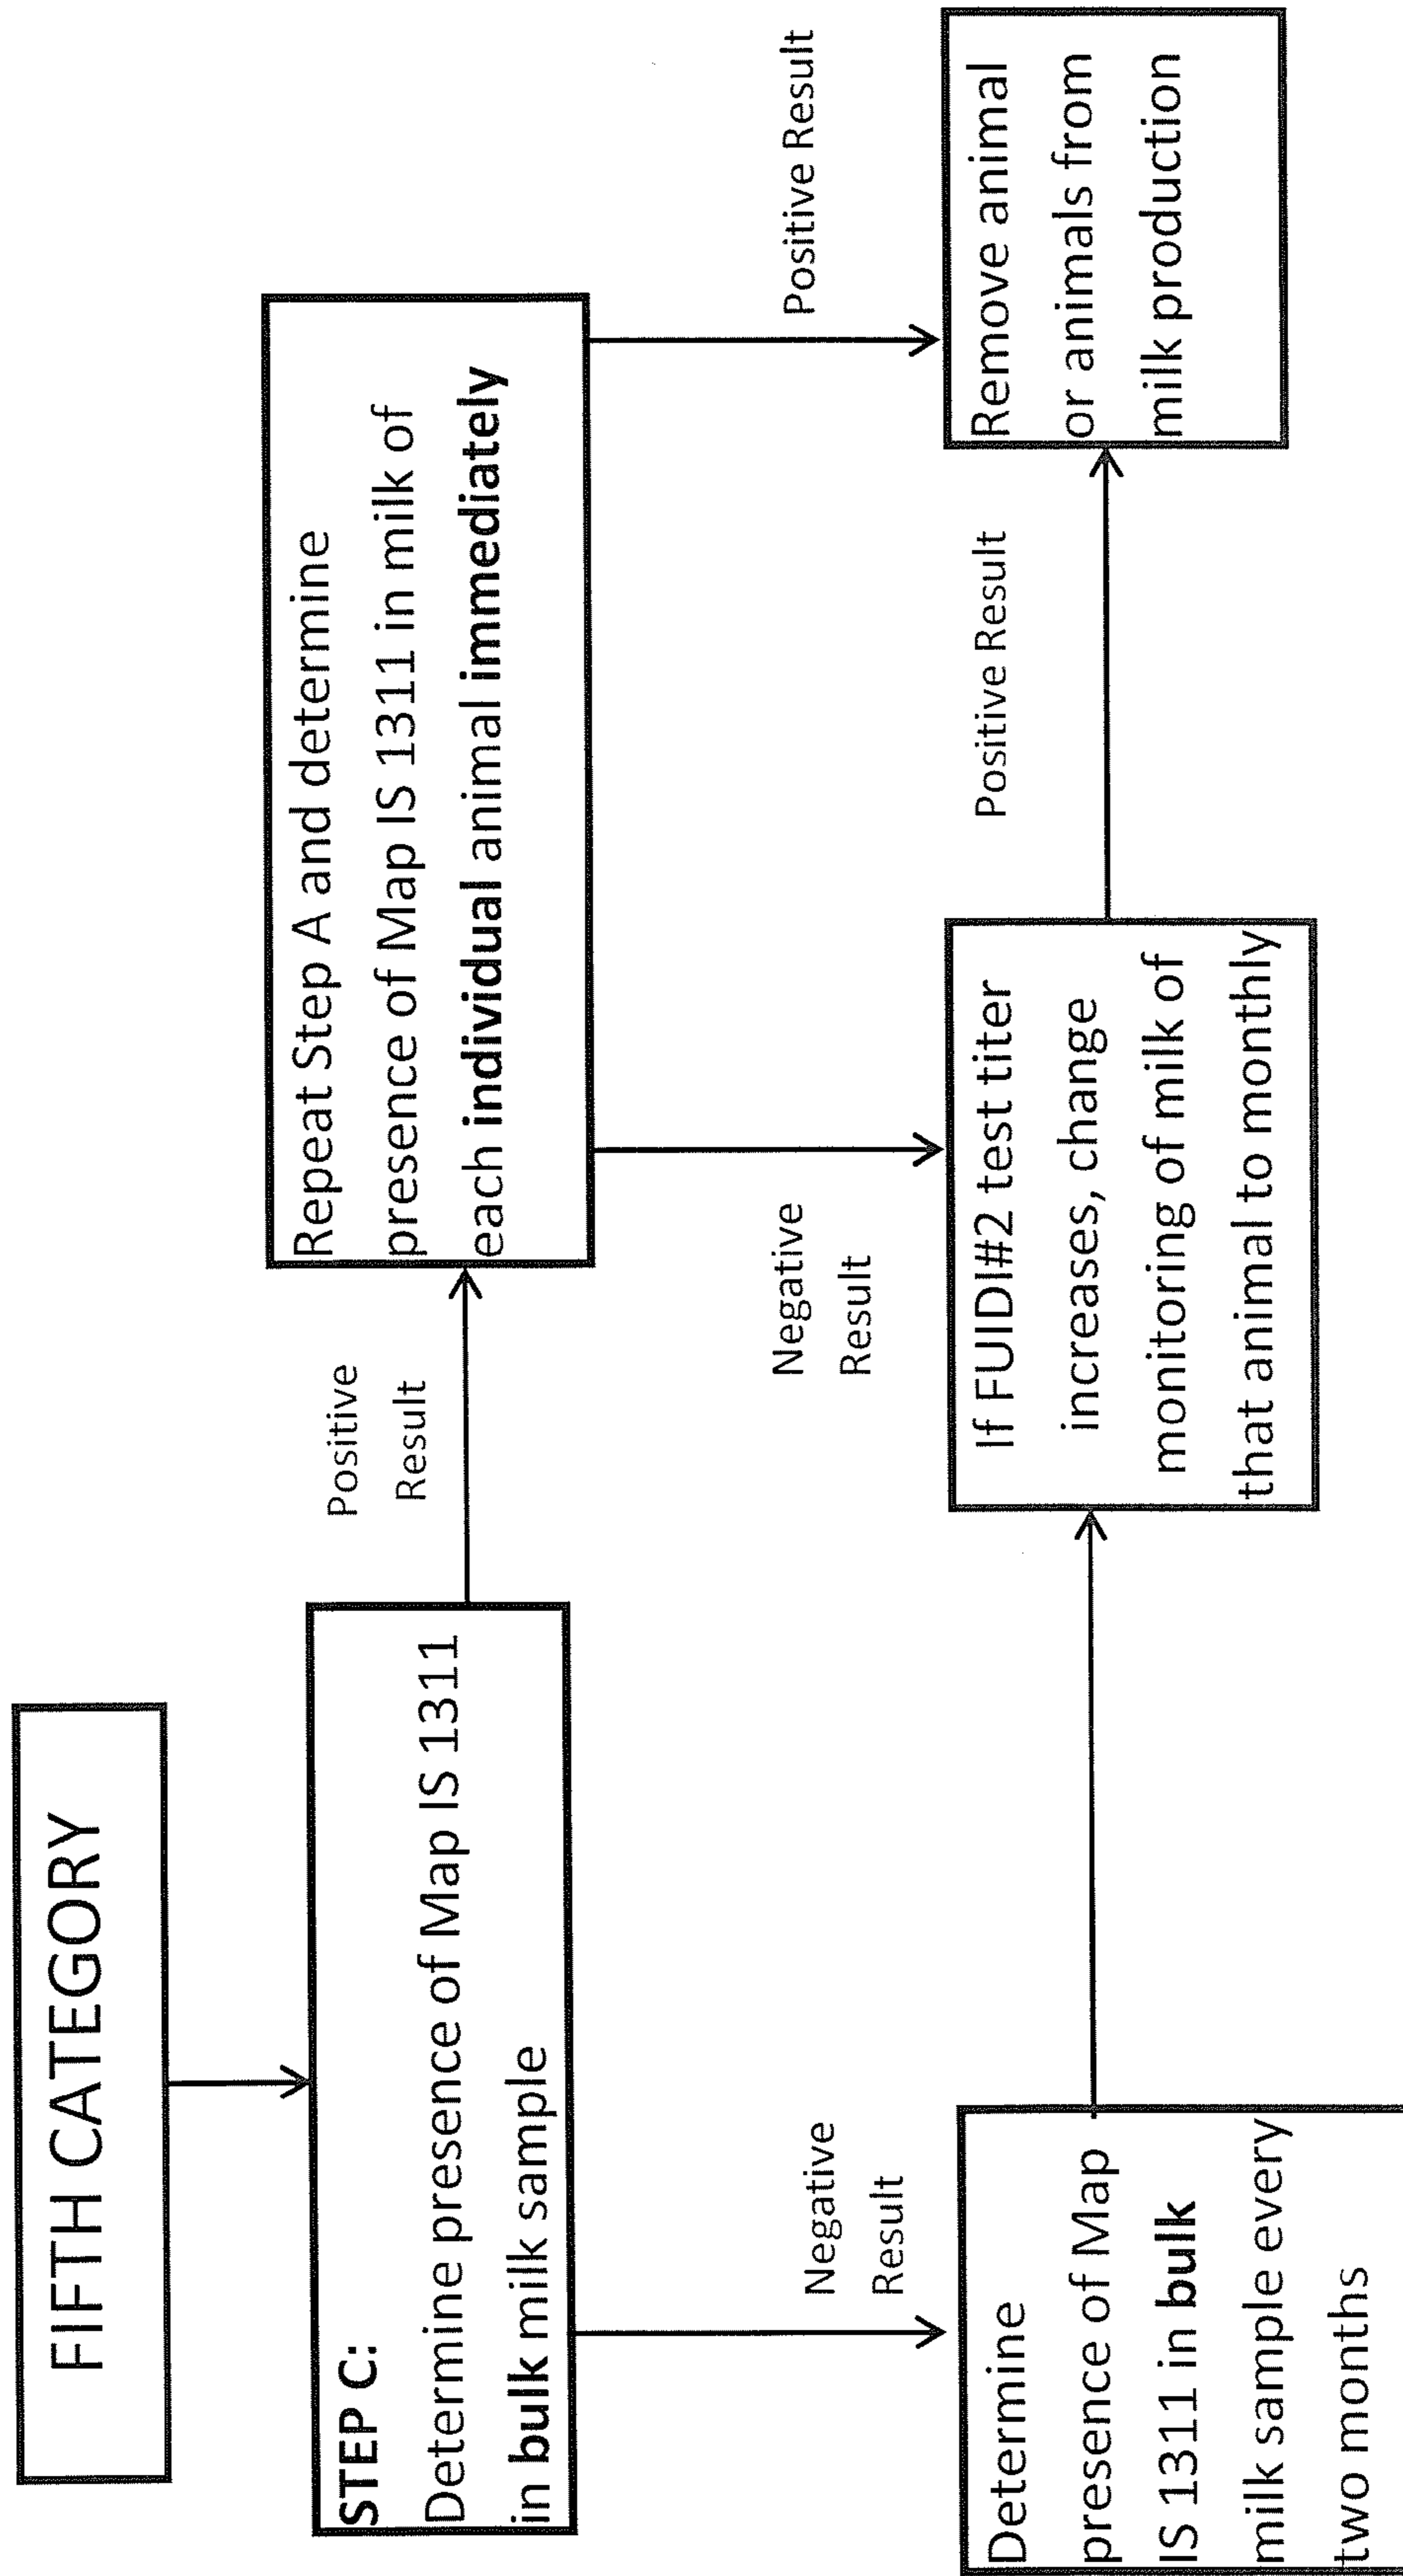 FIFTH CATEGORY
STEP C:
Determine presence of Map IS 1311
in bulk milk sample
Positive
Result
Repeat Step A and determine
presence of Map IS 1311 in milk of
each individual animal immediately
Negative
Result
Negative
Result
Positive Result
Determine
presence of Map
IS 1311 in bulk
milk sample every
two months
If FUIDI#2 test titer
increases, change
monitoring of milk of
that animal to monthly
Positive Result
Remove animal
or animals from
milk production